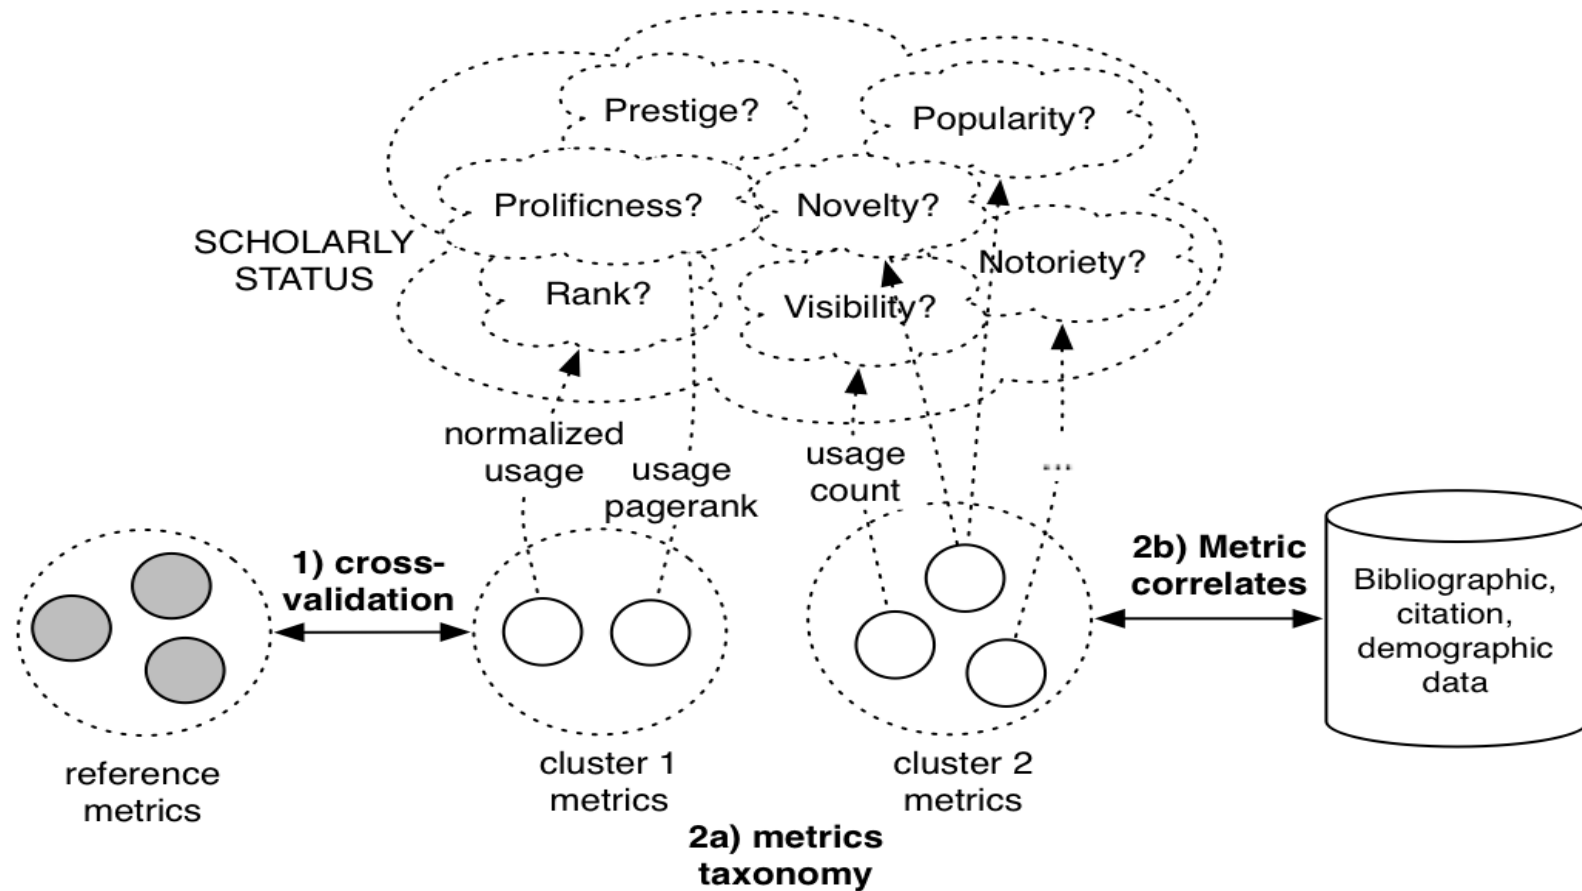 Prestige?
Popularity?
Prolificness?
Novelty?
SCHOLARLY
STATUS
Notoriety?
Rank?
Visibility?
normalized
usage
usage
pagerank
usage
count
...
1) cross-
validation
2b) Metric
correlates
Bibliographic,
citation,
demographic
data
reference
metrics
cluster 1
metrics
cluster 2
metrics
2a) metrics
taxonomy